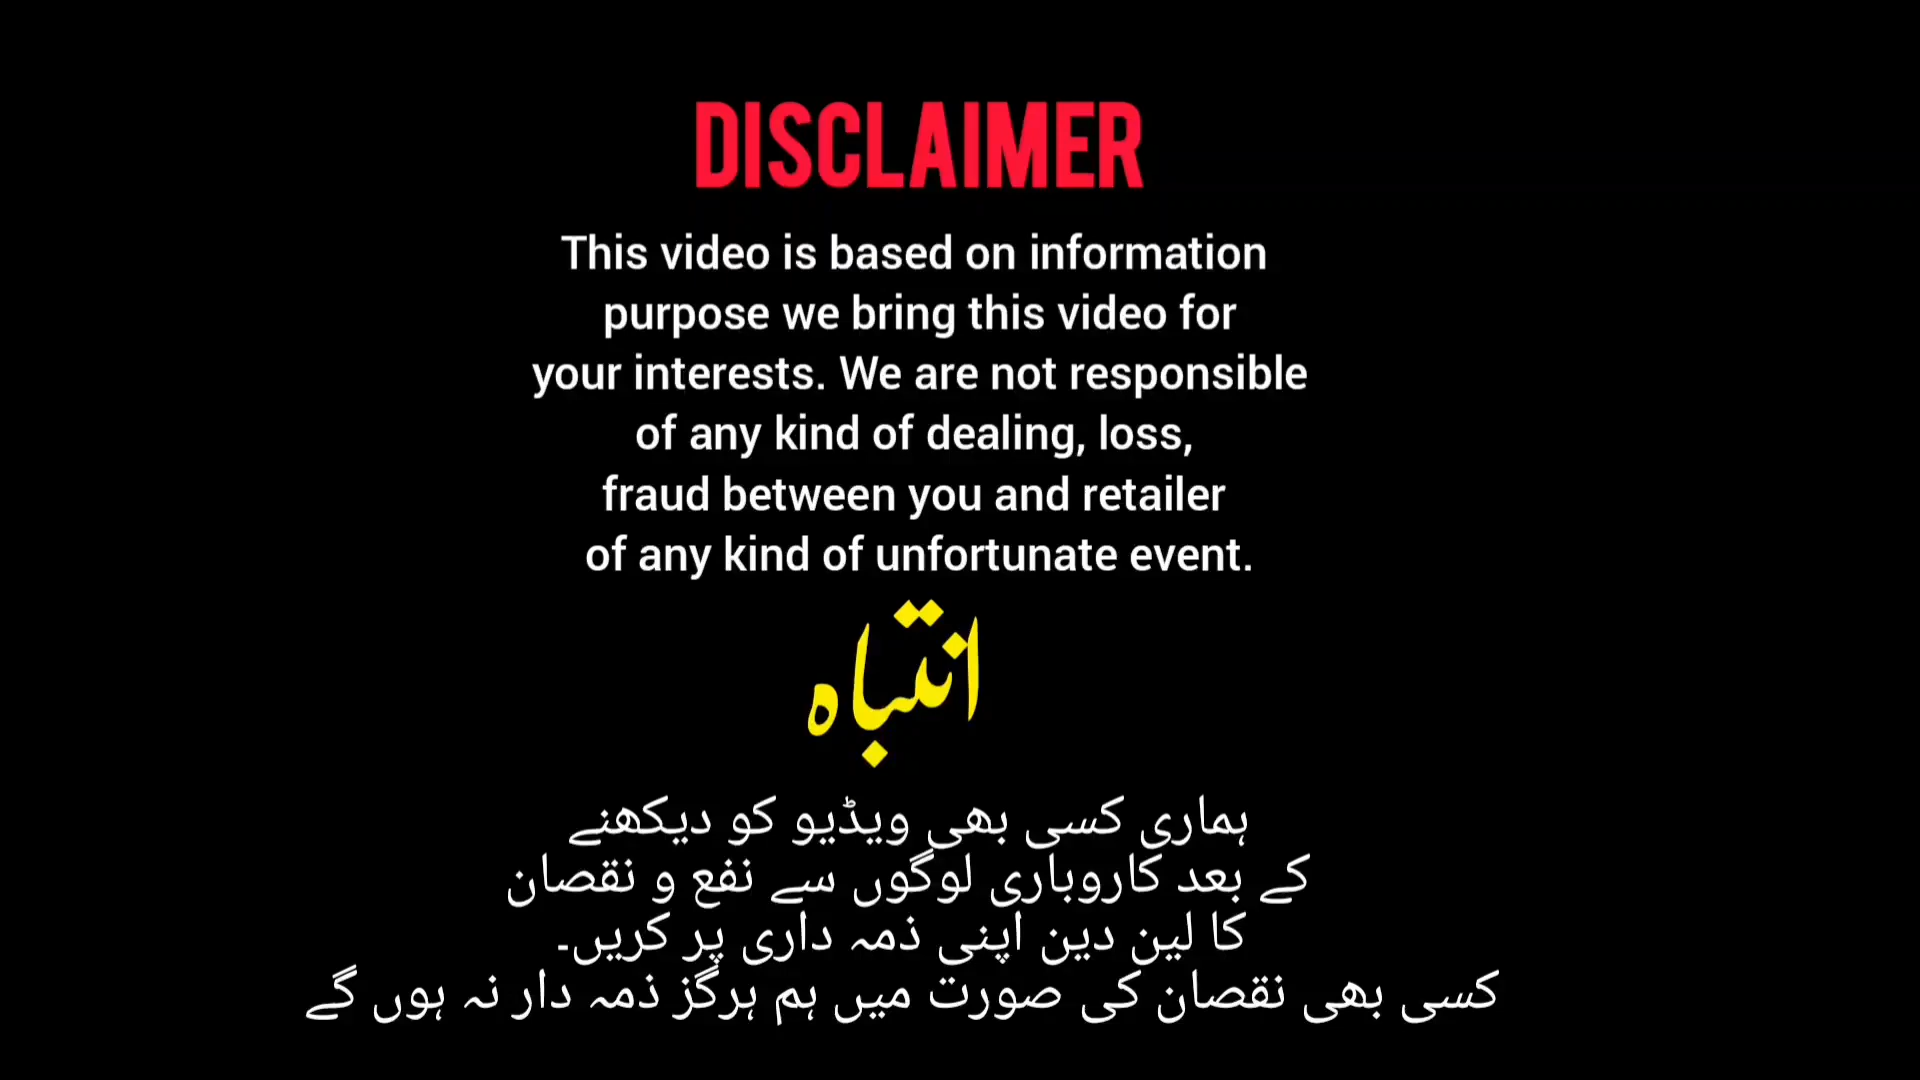 DISCLAIMER
This video is based on information
purpose we bring this video for
your interests. We are not responsible
of any kind of dealing, loss,
fraud between you and retailer
of any kind of unfortunate event.
انتباہ
ہماری کسی بھی ویڈیو کو دیکھنے
کے بعد کاروباری لوگوں سے نفع و نقصان
کا لین دین اپنی ذمہ داری پر کریں۔
کسی بھی نقصان کی صورت میں ہم ہرگز ذمہ دار نہ ہوں گے